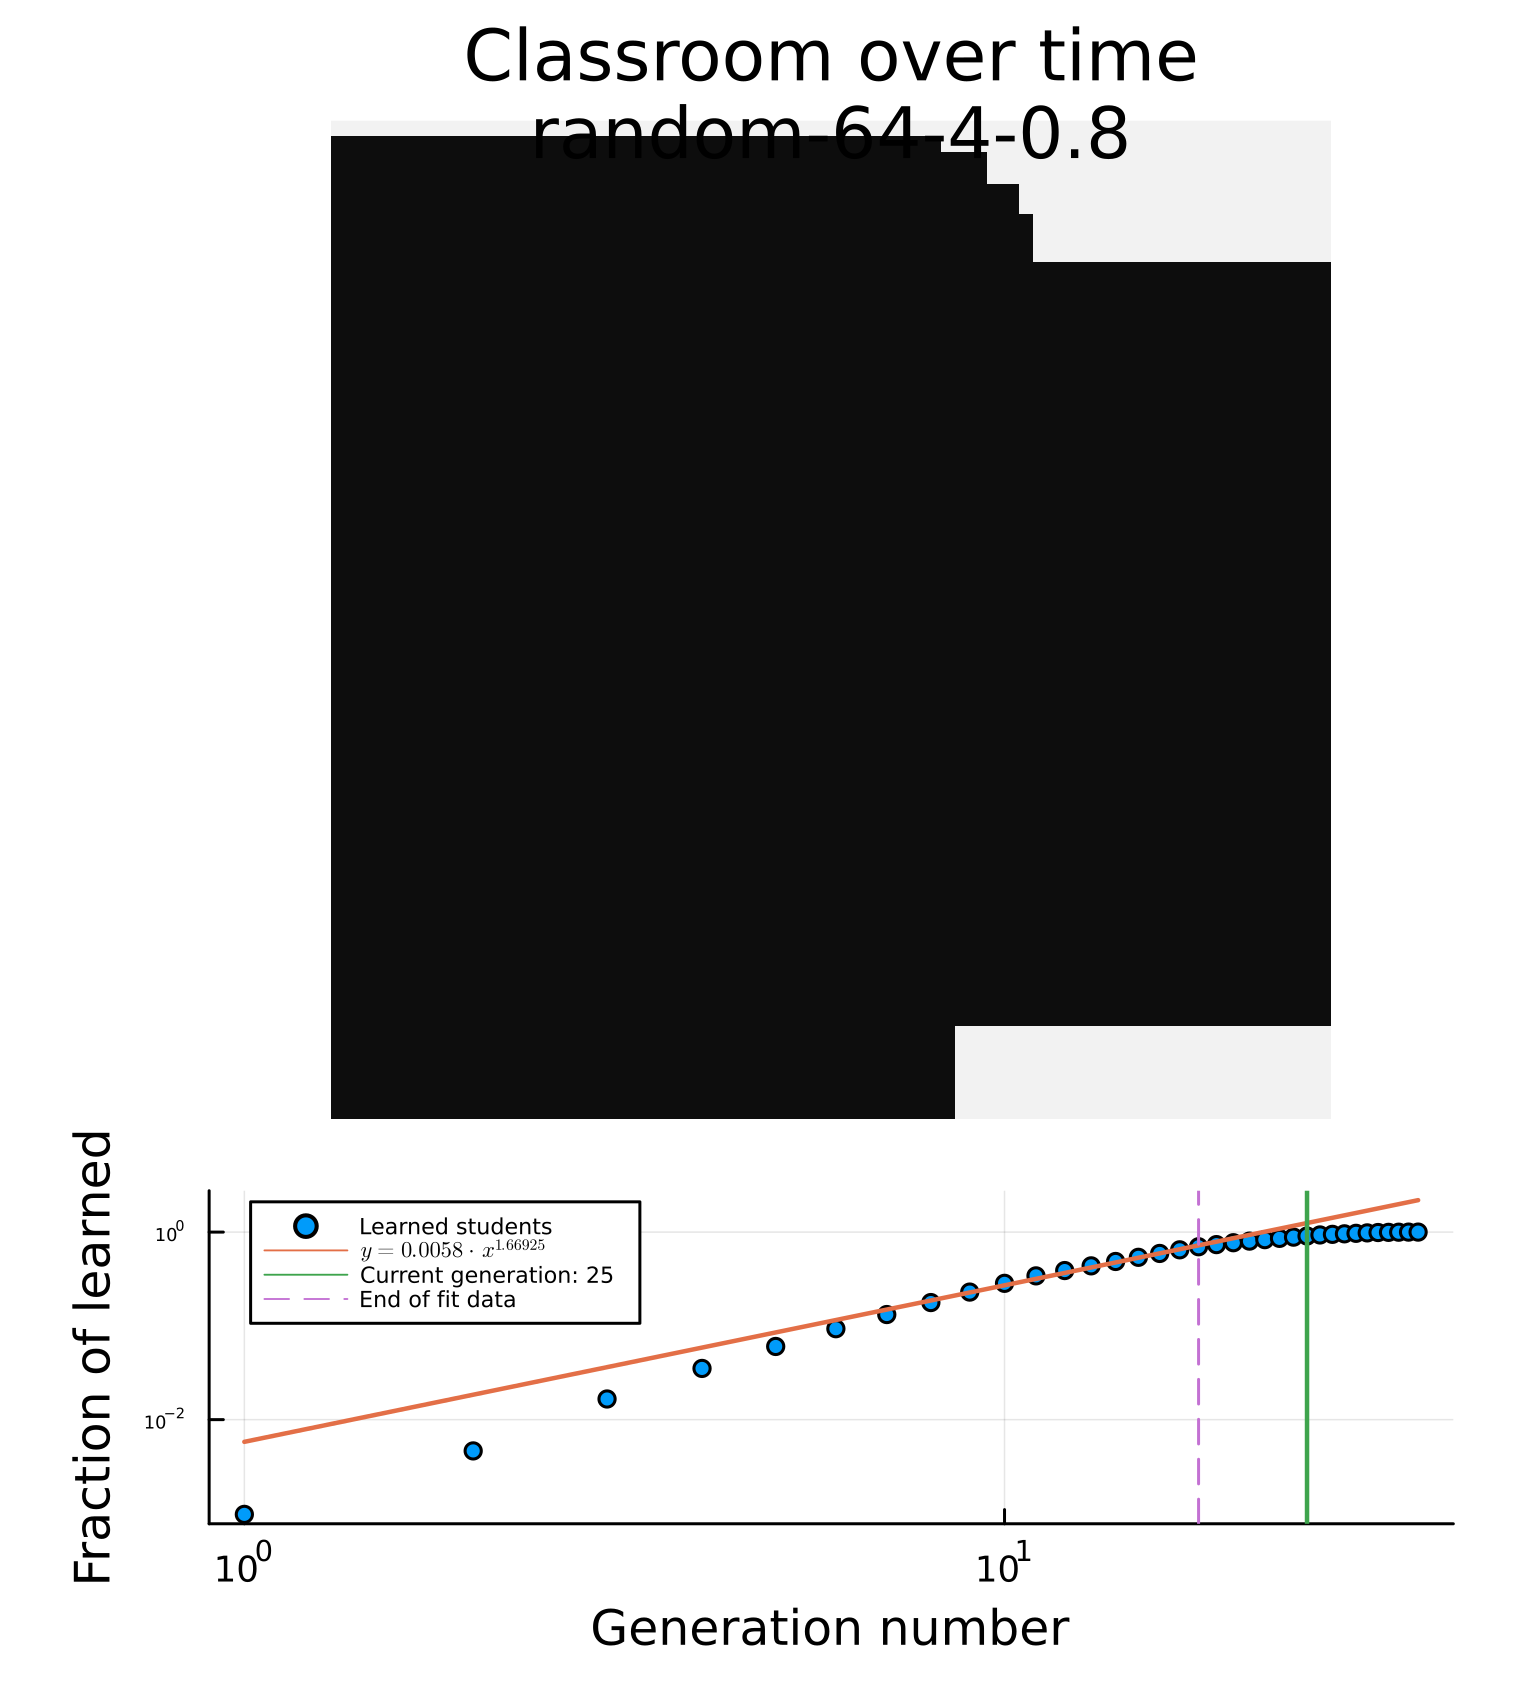 Classroom over time
random-64-4-0.8
Fraction of learned
10⁰
10⁻²
Learned students
y = 0.0058 · x^1.66925
Current generation: 25
End of fit data
10⁰
10¹
Generation number